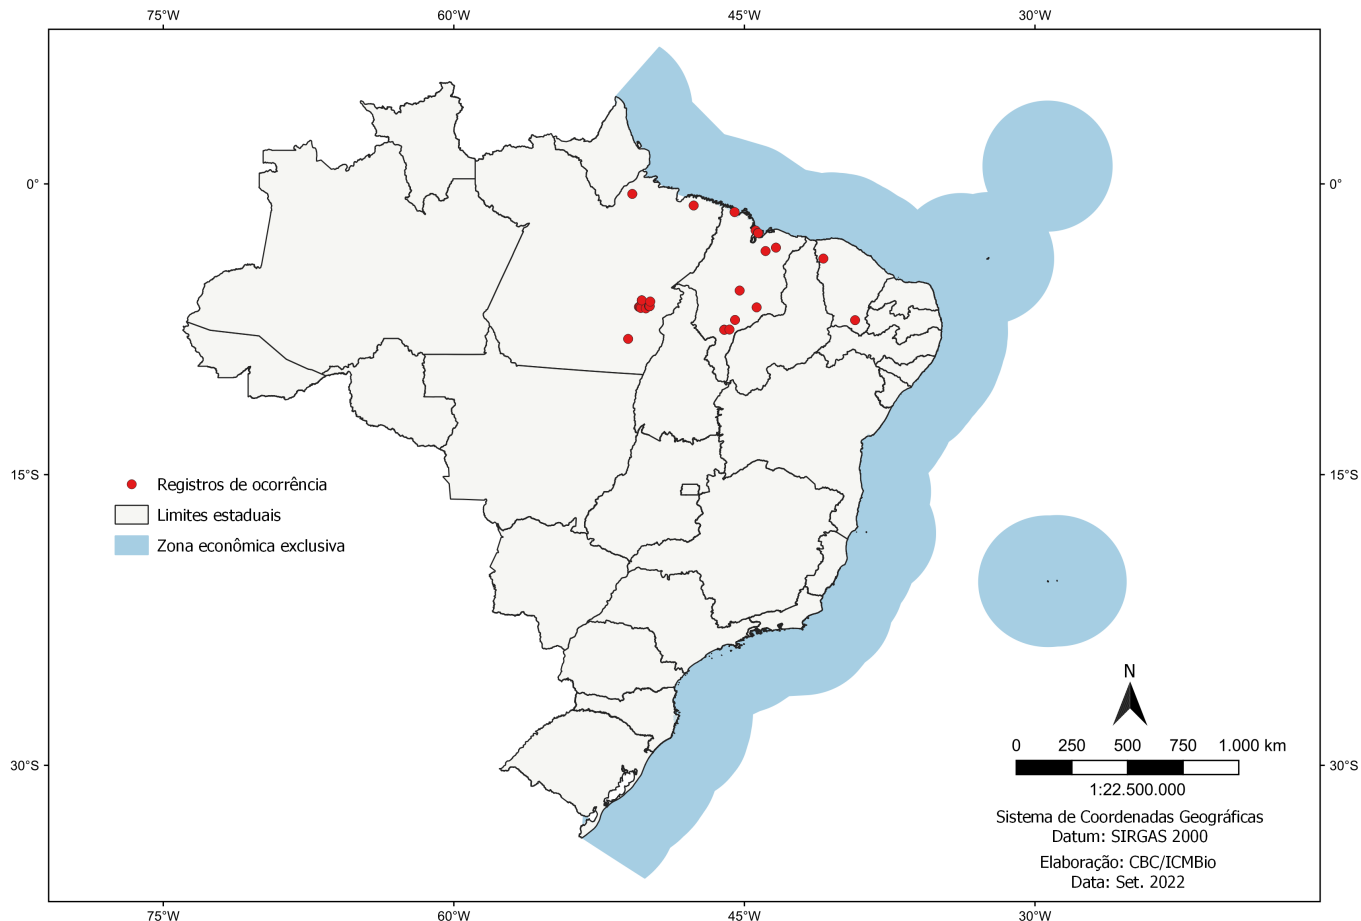 75°W 60°W 45°W 30°W
0° 0°
15°S 15°S
Registros de ocorrência
Limites estaduais
Zona econômica exclusiva
N
0 250 500 750 1.000 km
30°S 30°S
1:22.500.000
Sistema de Coordenadas Geográficas
Datum: SIRGAS 2000
Elaboração: CBC/ICMBio
Data: Set. 2022
75°W 60°W 45°W 30°W